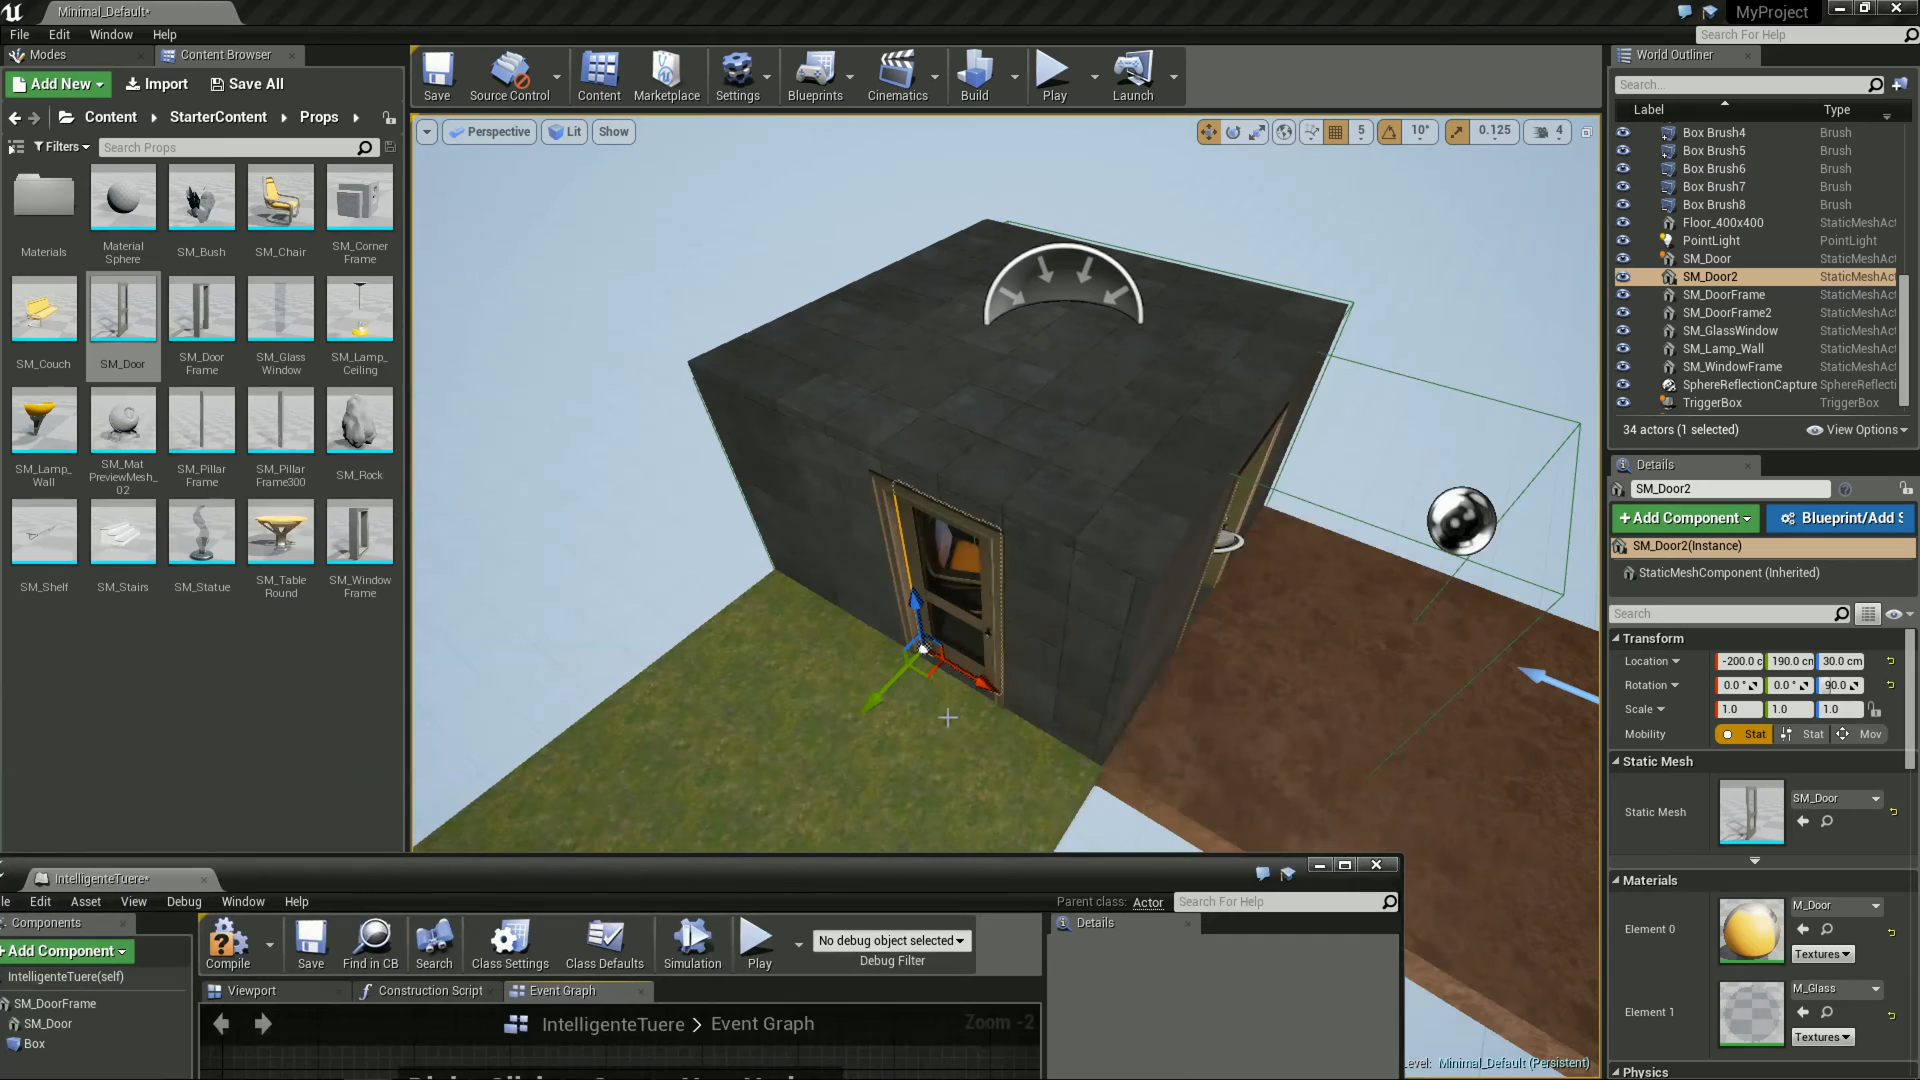 Minimal_Default*
MyProject
File Edit Window Help
Search For Help
Modes
Content Browser
Add New
Import
Save All
Content StarterContent Props
Filters
Search Props
Materials
Material Sphere
SM_Bush
SM_Chair
SM_Corner Frame
SM_Couch
SM_Door
SM_Door Frame
SM_Glass Window
SM_Lamp_ Ceiling
SM_Lamp_ Wall
SM_Mat PreviewMesh_ 02
SM_Pillar Frame
SM_Pillar Frame300
SM_Rock
SM_Shelf
SM_Stairs
SM_Statue
SM_Table Round
SM_Window Frame
Save
Source Control
Content
Marketplace
Settings
Blueprints
Cinematics
Build
Play
Launch
Perspective
Lit
Show
5
10°
0.125
4
World Outliner
Search...
Label Type
Box Brush4 Brush
Box Brush5 Brush
Box Brush6 Brush
Box Brush7 Brush
Box Brush8 Brush
Floor_400x400 StaticMeshAct
PointLight PointLight
SM_Door StaticMeshAct
SM_Door2 StaticMeshAct
SM_DoorFrame StaticMeshAct
SM_DoorFrame2 StaticMeshAct
SM_GlassWindow StaticMeshAct
SM_Lamp_Wall StaticMeshAct
SM_WindowFrame StaticMeshAct
SphereReflectionCapture SphereReflecti
TriggerBox TriggerBox
34 actors (1 selected)
View Options
Details
SM_Door2
+Add Component
Blueprint/Add S
SM_Door2(Instance)
StaticMeshComponent (Inherited)
Search
Transform
Location -200.0 c 190.0 cm 30.0 cm
Rotation 0.0 ° 0.0 ° 90.0
Scale 1.0 1.0 1.0
Mobility Stat Stat Mov
Static Mesh
Static Mesh SM_Door
Materials
Element 0 M_Door
Textures
Element 1 M_Glass
Textures
Physics
Level: Minimal_Default (Persistent)
IntelligenteTuere*
le Edit Asset View Debug Window Help
Parent class: Actor
Search For Help
Components
+Add Component
IntelligenteTuere(self)
SM_DoorFrame
SM_Door
Box
Compile
Save
Find in CB
Search
Class Settings
Class Defaults
Simulation
Play
No debug object selected
Debug Filter
Details
Viewport
Construction Script
Event Graph
IntelligenteTuere > Event Graph
Zoom -2